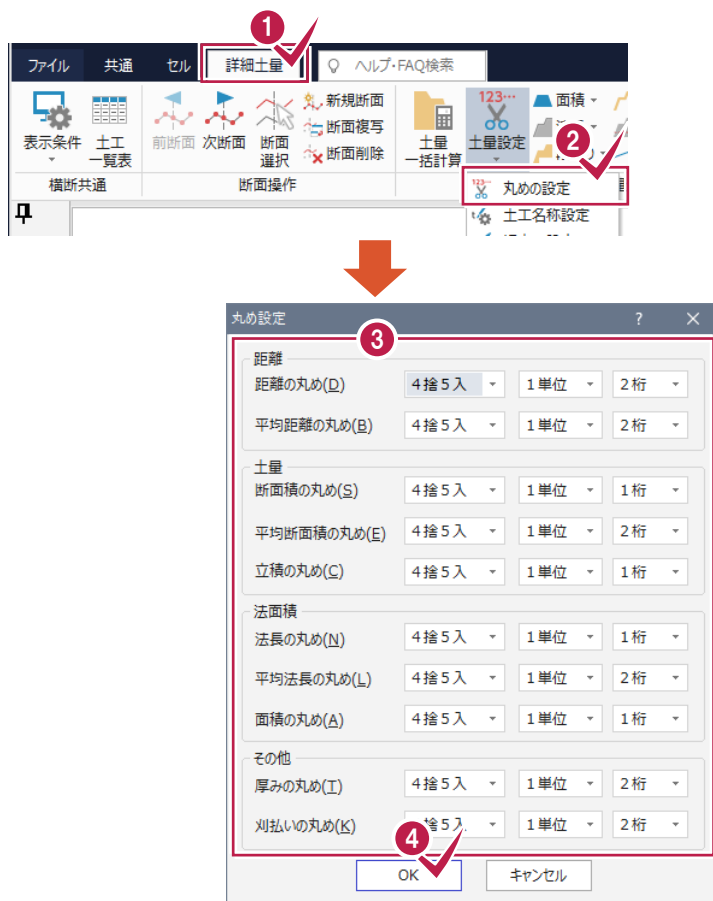 1
ファイル 共通 セル 詳細土量 ヘルプ・FAQ検索
表示条件 土工一覧表 前断面 次断面 断面選択 新規断面 土量一括計算 123… 土量設定 面積
断面複写
断面削除
2
横断共通 断面操作
123… 丸めの設定
土工名称設定
丸め設定 ? ×
3
距離
距離の丸め(D) 4捨5入 1単位 2桁
平均距離の丸め(B) 4捨5入 1単位 2桁
土量
断面積の丸め(S) 4捨5入 1単位 1桁
平均断面積の丸め(E) 4捨5入 1単位 2桁
立積の丸め(C) 4捨5入 1単位 1桁
法面積
法長の丸め(N) 4捨5入 1単位 1桁
平均法長の丸め(L) 4捨5入 1単位 2桁
面積の丸め(A) 4捨5入 1単位 1桁
その他
厚みの丸め(T) 4捨5入 1単位 2桁
刈払いの丸め(K) 捨5入 1単位 2桁
4
OK キャンセル